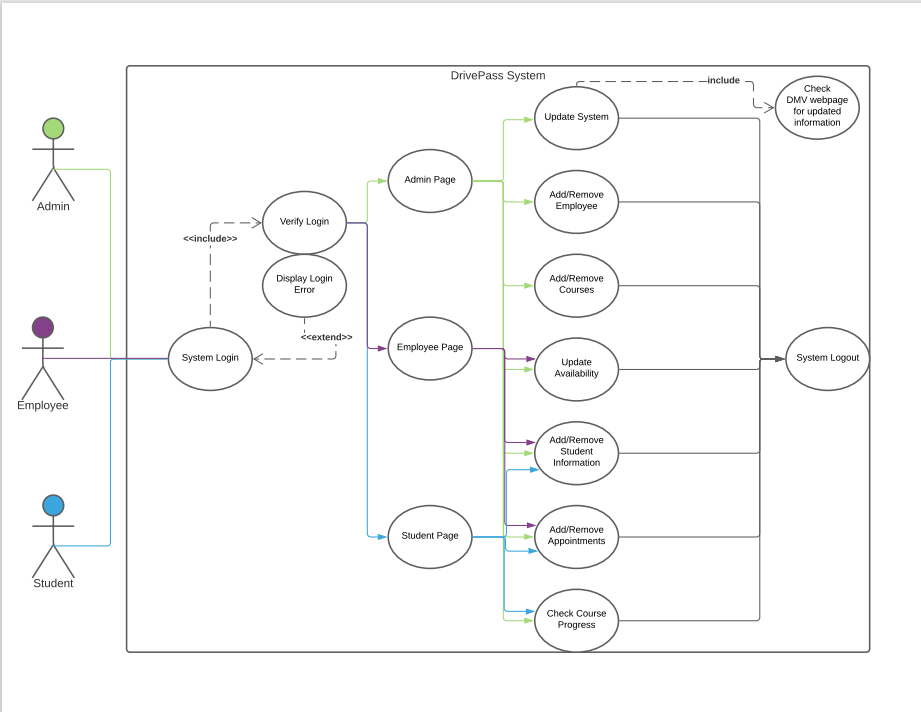 DrivePass System
include
Check
DMV webpage
for updated
information
Update System
Admin
Admin Page
Add/Remove
Employee
Verify Login
<<include>>
Display Login
Error
Add/Remove
Courses
<<extend>>
Employee
System Login
Employee Page
Update
Availability
System Logout
Add/Remove
Student
Information
Student
Student Page
Add/Remove
Appointments
Check Course
Progress